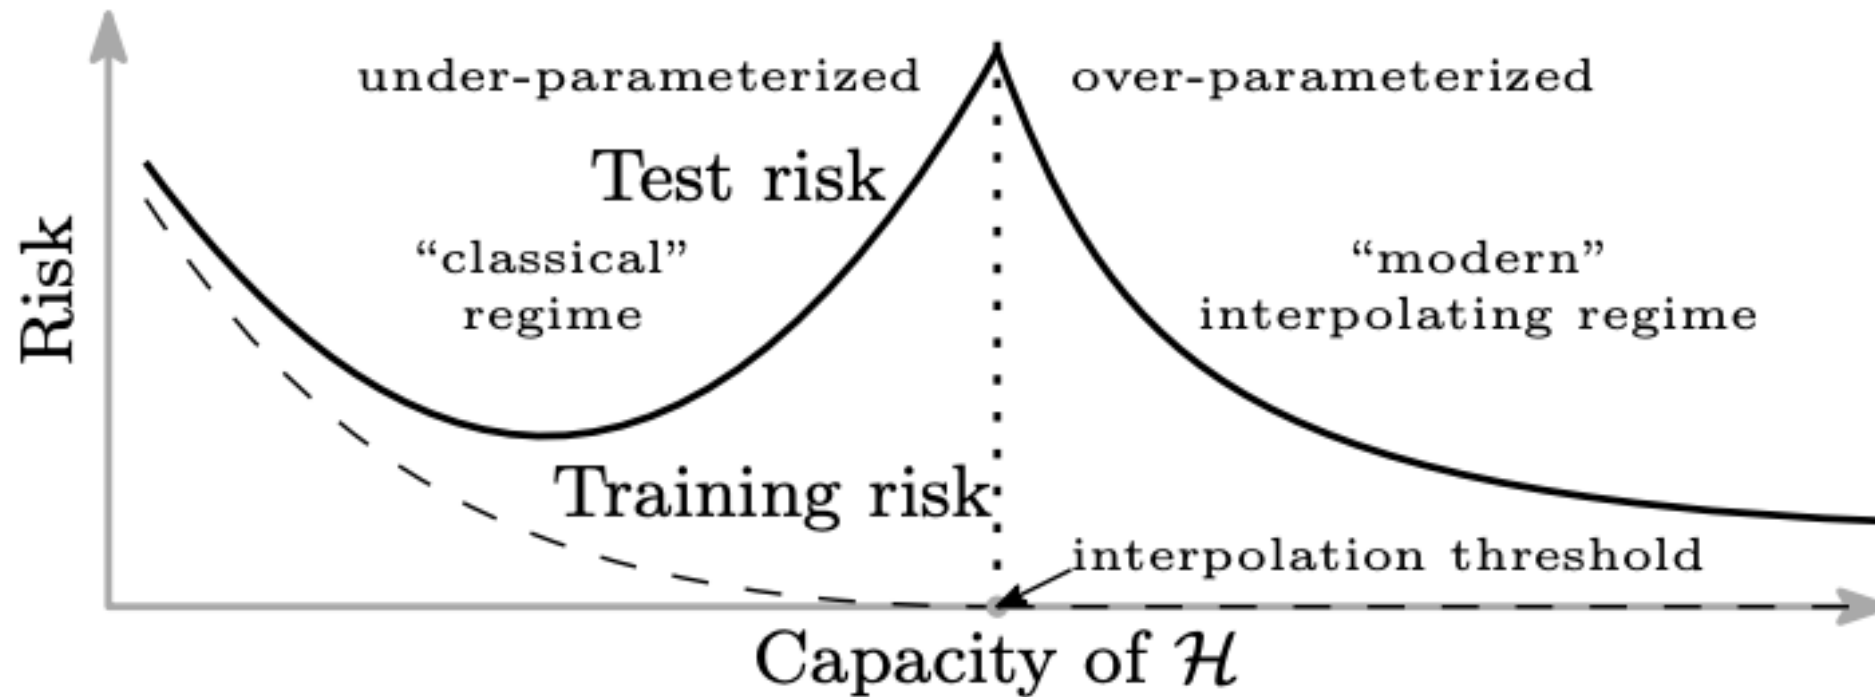 under-parameterized
over-parameterized
Test risk
“classical”
regime
“modern”
interpolating regime
Risk
Training risk
interpolation threshold
Capacity of ℋ